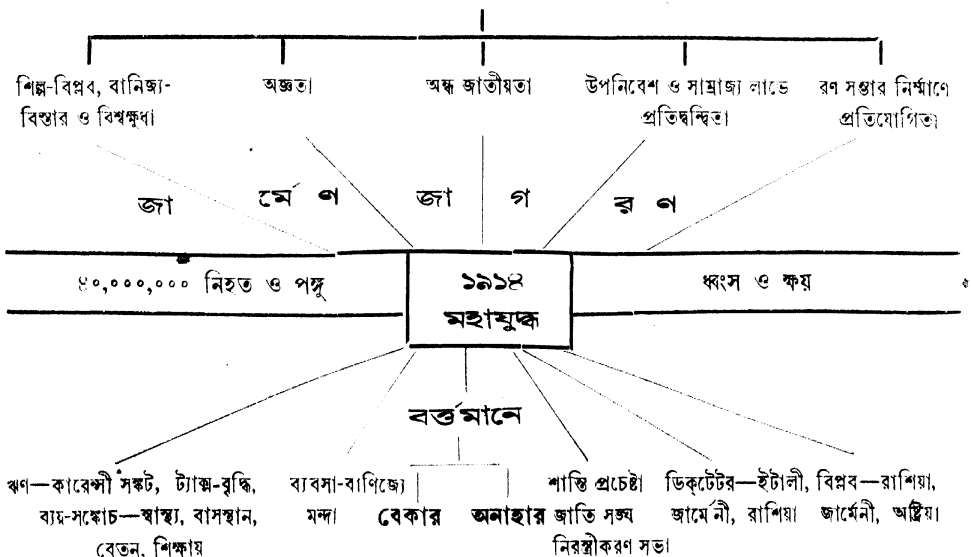 শিল্প-বিপ্লব, বানিজ্য-
বিস্তার ও বিশ্বক্ষুধা
অজ্ঞতা
অন্ধ জাতীয়তা
উপনিবেশ ও সাম্রাজ্য লাভে
প্রতিদ্বন্দ্বিতা
রণ সম্ভার নির্ম্মাণে
প্রতিযোগিতা
জা র্মেণ জা গ র ণ
৪০,০০০,০০০ নিহত ও পঙ্গু
১৯১৪
মহাযুদ্ধ
ধ্বংস ও ক্ষয়
বর্ত্তমানে
ঋণ—কারেন্সী সঙ্কট, ট্যাক্স-বৃদ্ধি,
ব্যয়-সঙ্কোচ—স্বাস্থ্য, বাসস্থান,
বেতন, শিক্ষায়
ব্যবসা-বাণিজ্যে
মন্দা
বেকার
অনাহার
শান্তি প্রচেষ্টা
জাতি সঙ্ঘ
নিরস্ত্রীকরণ সভা
ডিক্‌টেটর—ইটালী,
জার্মেনী, রাশিয়া
বিপ্লব—রাশিয়া,
জার্মেনী, অষ্ট্রিয়া